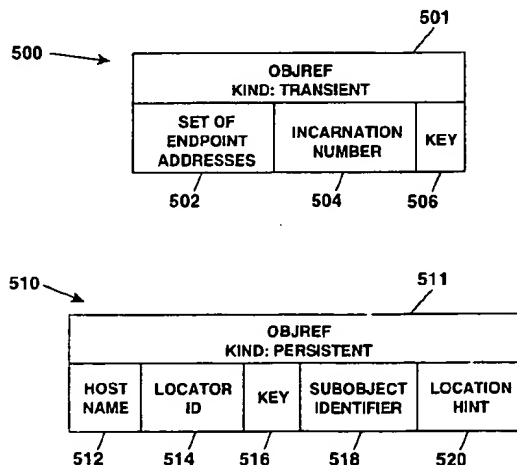 501
500
OBJREF
KIND: TRANSIENT
SET OF
ENDPOINT
ADDRESSES
INCARNATION
NUMBER
KEY
502
504
506
510
511
OBJREF
KIND: PERSISTENT
HOST
NAME
LOCATOR
ID
KEY
SUBOBJECT
IDENTIFIER
LOCATION
HINT
512
514
516
518
520